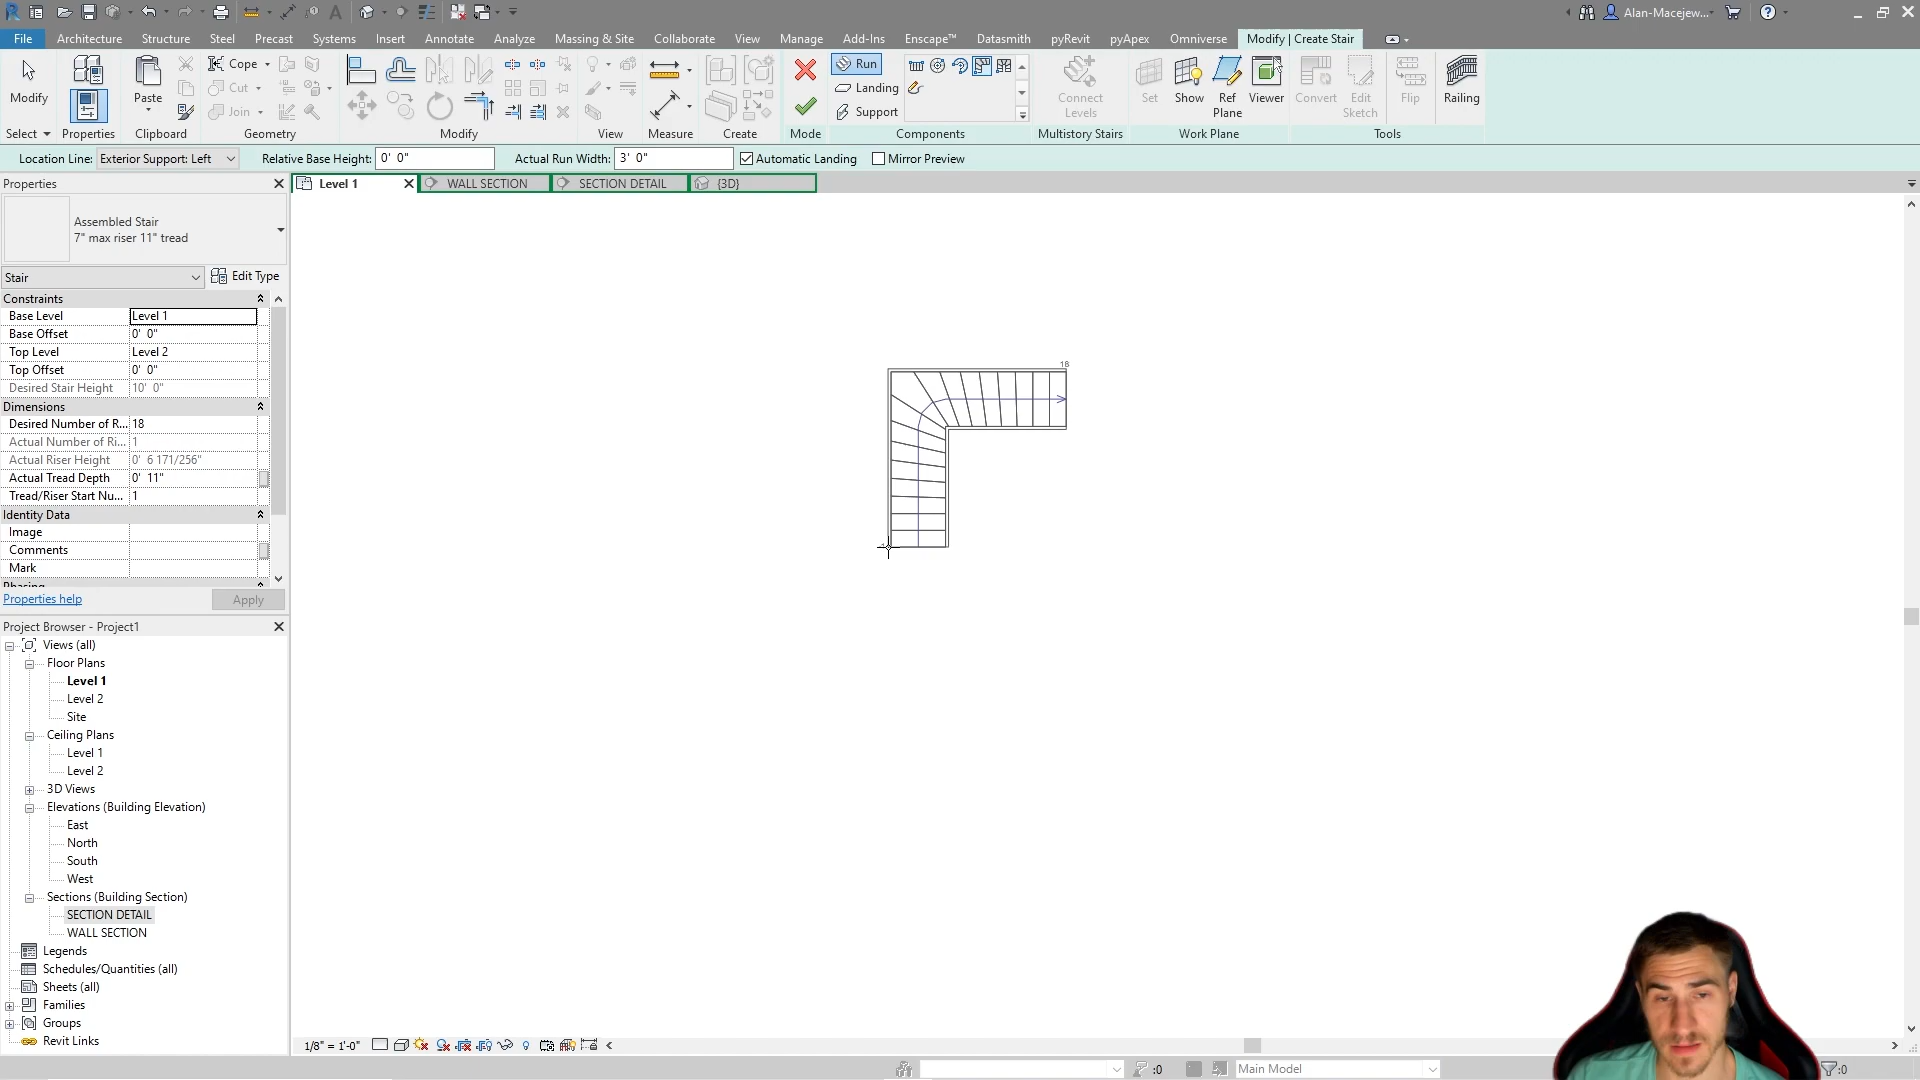 Alan-Macejew...
File Architecture Structure Steel Precast Systems Insert Annotate Analyze Massing & Site Collaborate View Manage Add-Ins Enscape™ Datasmith pyRevit pyApex Omniverse Modify | Create Stair
Modify
Paste
Cope
Cut
Join
Run
Landing
Support
Connect Levels
Set
Show
Ref Plane
Viewer
Convert
Edit Sketch
Flip
Railing
Select Properties Clipboard Geometry Modify View Measure Create Mode Components Multistory Stairs Work Plane Tools
Location Line: Exterior Support: Left Relative Base Height: 0' 0" Actual Run Width: 3' 0" Automatic Landing Mirror Preview
Properties
Level 1 WALL SECTION SECTION DETAIL {3D}
Assembled Stair
7" max riser 11" tread
Stair Edit Type
Constraints
Base Level Level 1
Base Offset 0' 0"
Top Level Level 2
Top Offset 0' 0"
Desired Stair Height 10' 0"
Dimensions
Desired Number of R... 18
Actual Number of Ri... 1
Actual Riser Height 0' 6 171/256"
Actual Tread Depth 0' 11"
Tread/Riser Start Nu... 1
Identity Data
Image
Comments
Mark
Phasing
Properties help Apply
18
Project Browser - Project1
Views (all)
Floor Plans
Level 1
Level 2
Site
Ceiling Plans
Level 1
Level 2
3D Views
Elevations (Building Elevation)
East
North
South
West
Sections (Building Section)
SECTION DETAIL
WALL SECTION
Legends
Schedules/Quantities (all)
Sheets (all)
Families
Groups
Revit Links
1/8" = 1'-0"
:0 Main Model :0